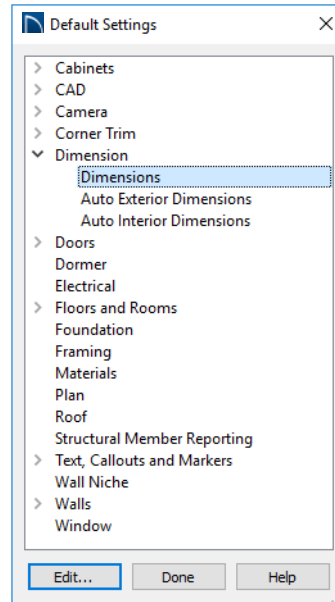 Default Settings
Cabinets
CAD
Camera
Corner Trim
Dimension
Dimensions
Auto Exterior Dimensions
Auto Interior Dimensions
Doors
Dormer
Electrical
Floors and Rooms
Foundation
Framing
Materials
Plan
Roof
Structural Member Reporting
Text, Callouts and Markers
Wall Niche
Walls
Window
Edit... Done Help